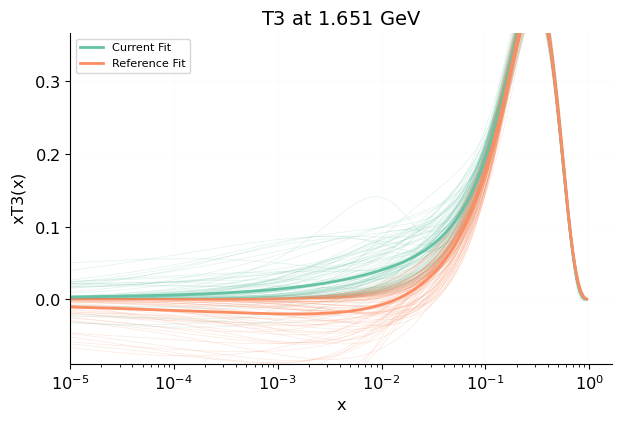 T3 at 1.651 GeV
Current Fit
Reference Fit
xT3(x)
0.3
0.2
0.1
0.0
10⁻⁵ 10⁻⁴ 10⁻³ 10⁻² 10⁻¹ 10⁰
x